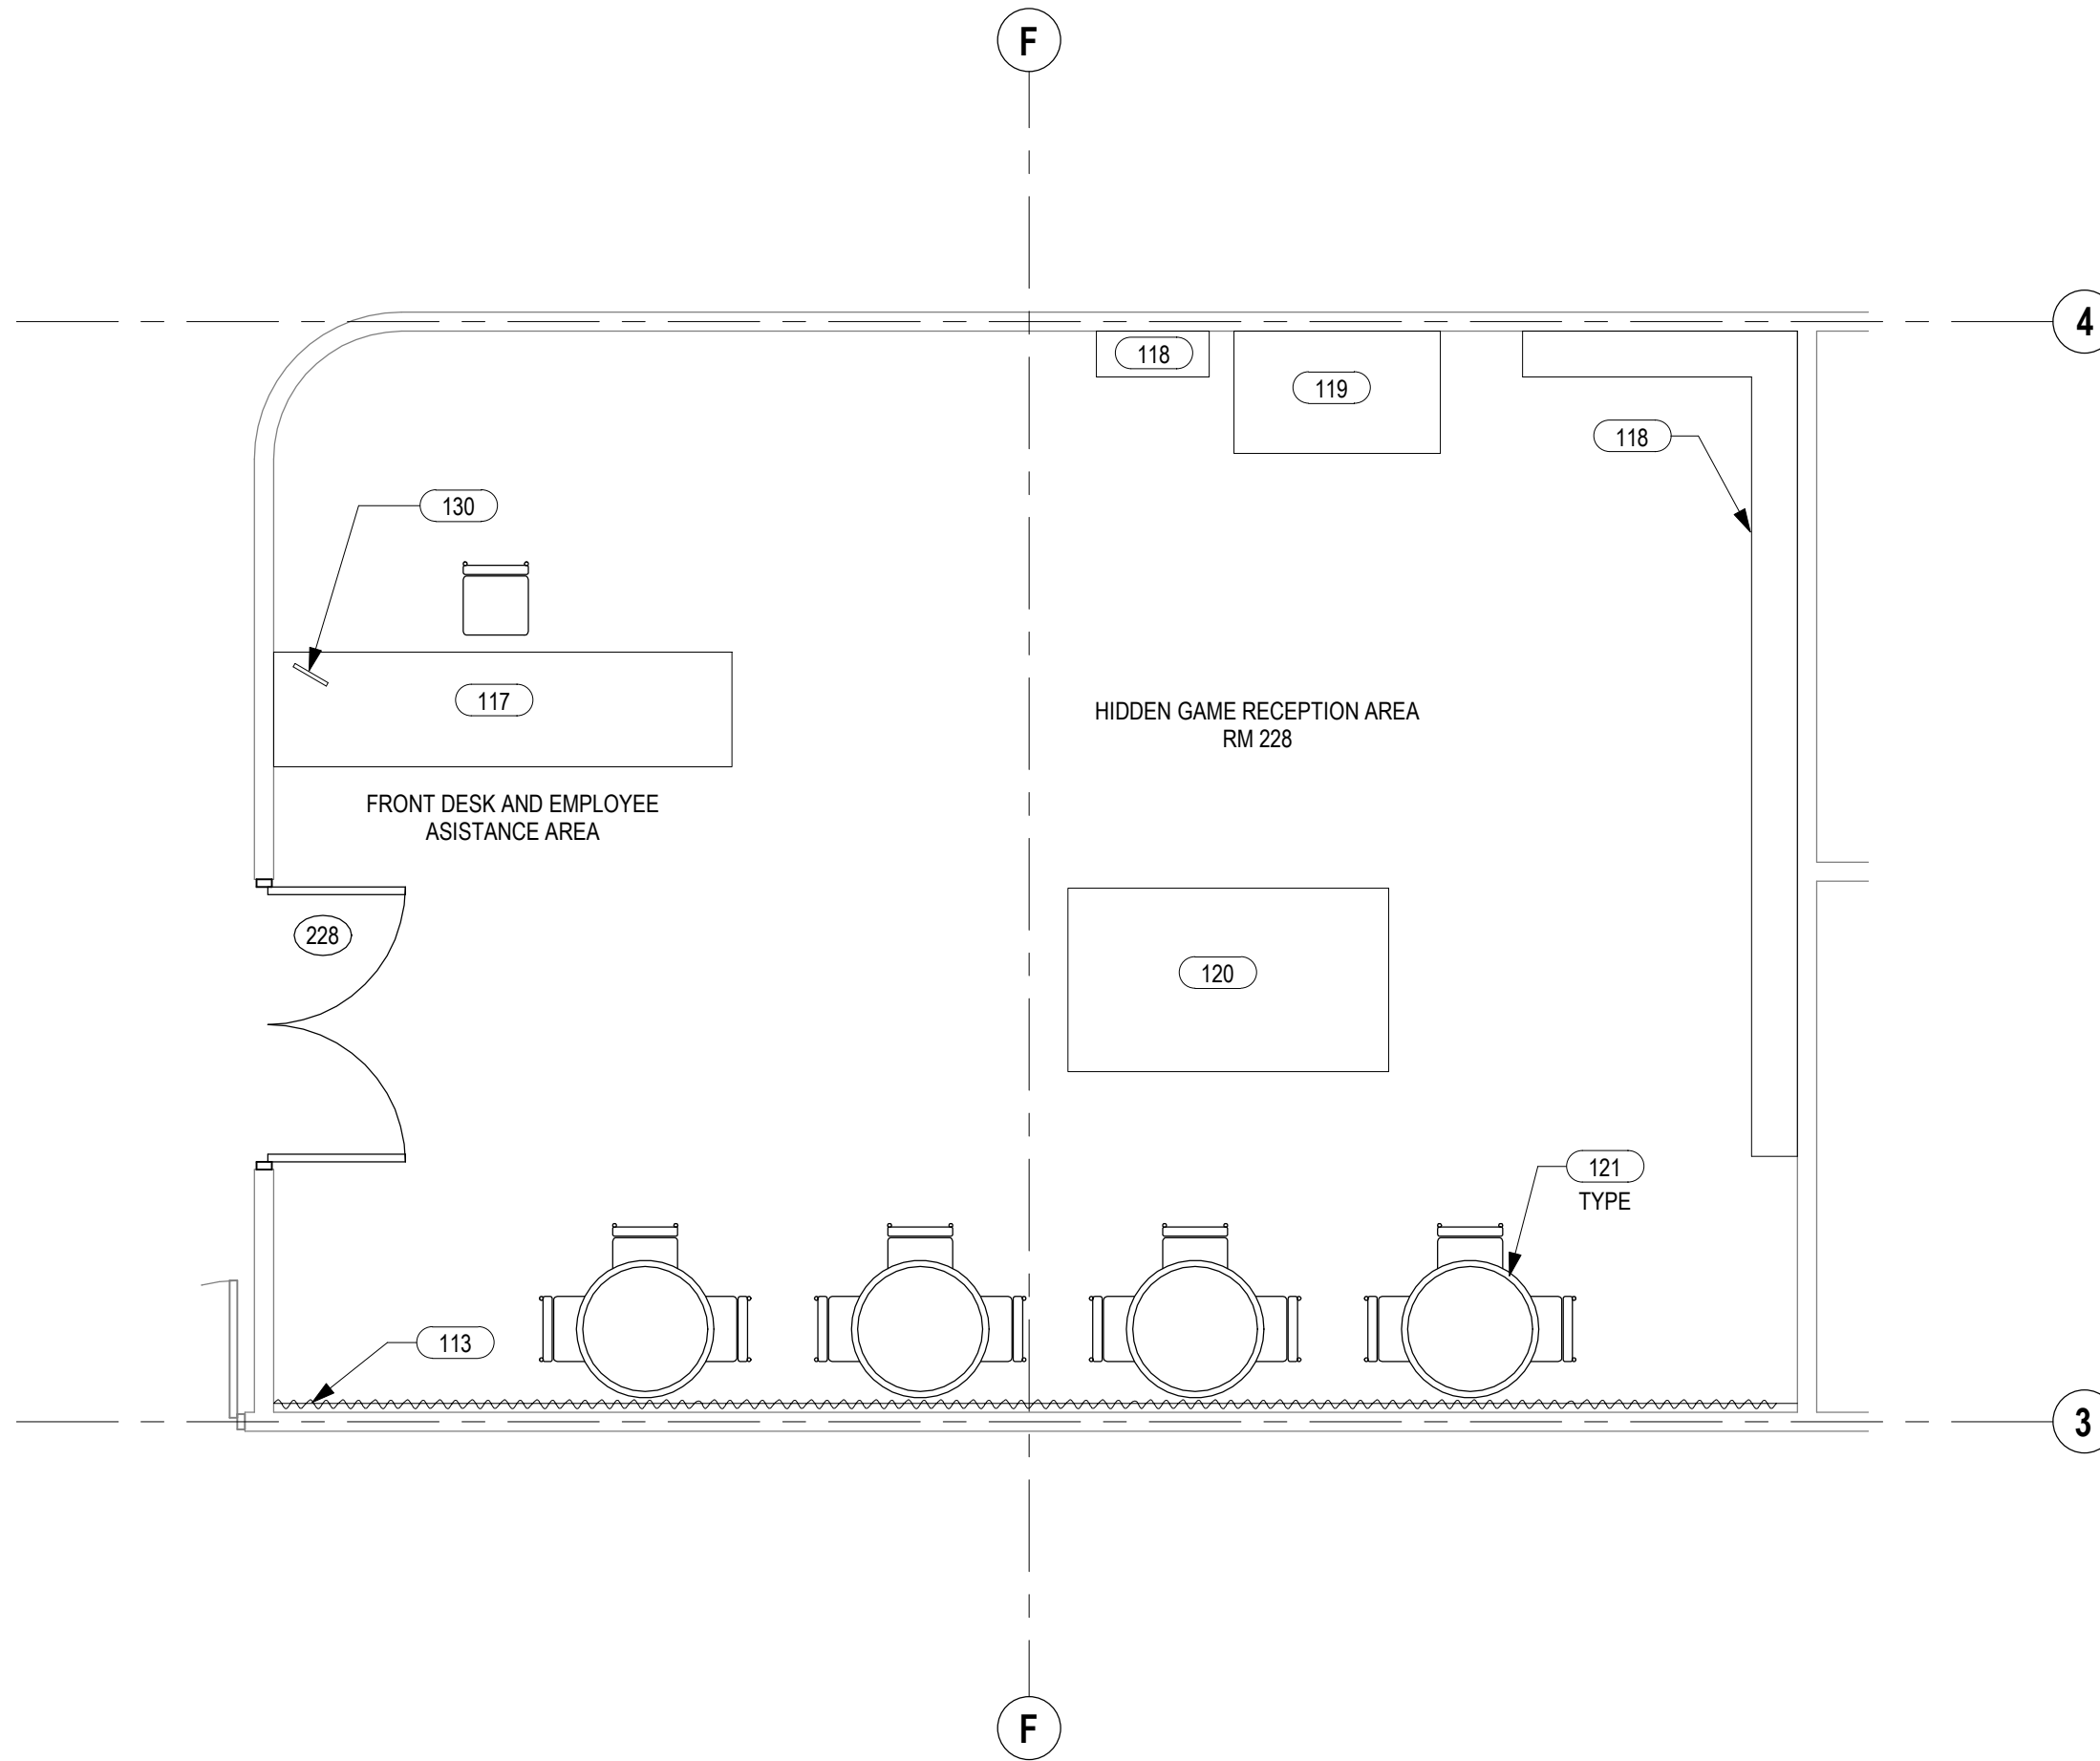 F
4
118
119
118
130
117
HIDDEN GAME RECEPTION AREA
RM 228
FRONT DESK AND EMPLOYEE
ASISTANCE AREA
228
120
121
TYPE
113
3
F